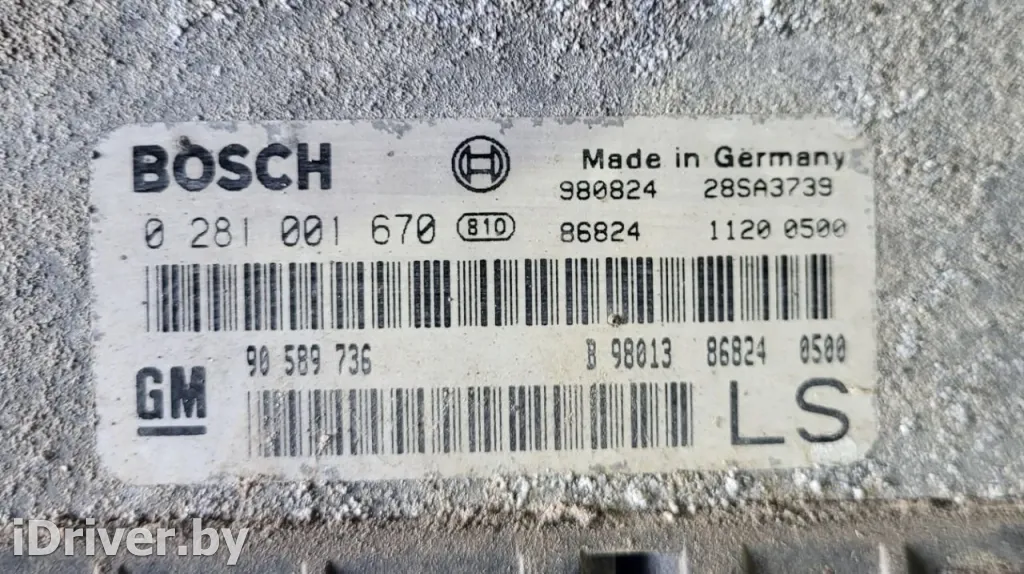 BOSCH Made in Germany
980824 28SA3739
0 281 001 670 810 86824 1120 0500
90 589 736 B 98013 86824 0500
GM LS
iDriver.by